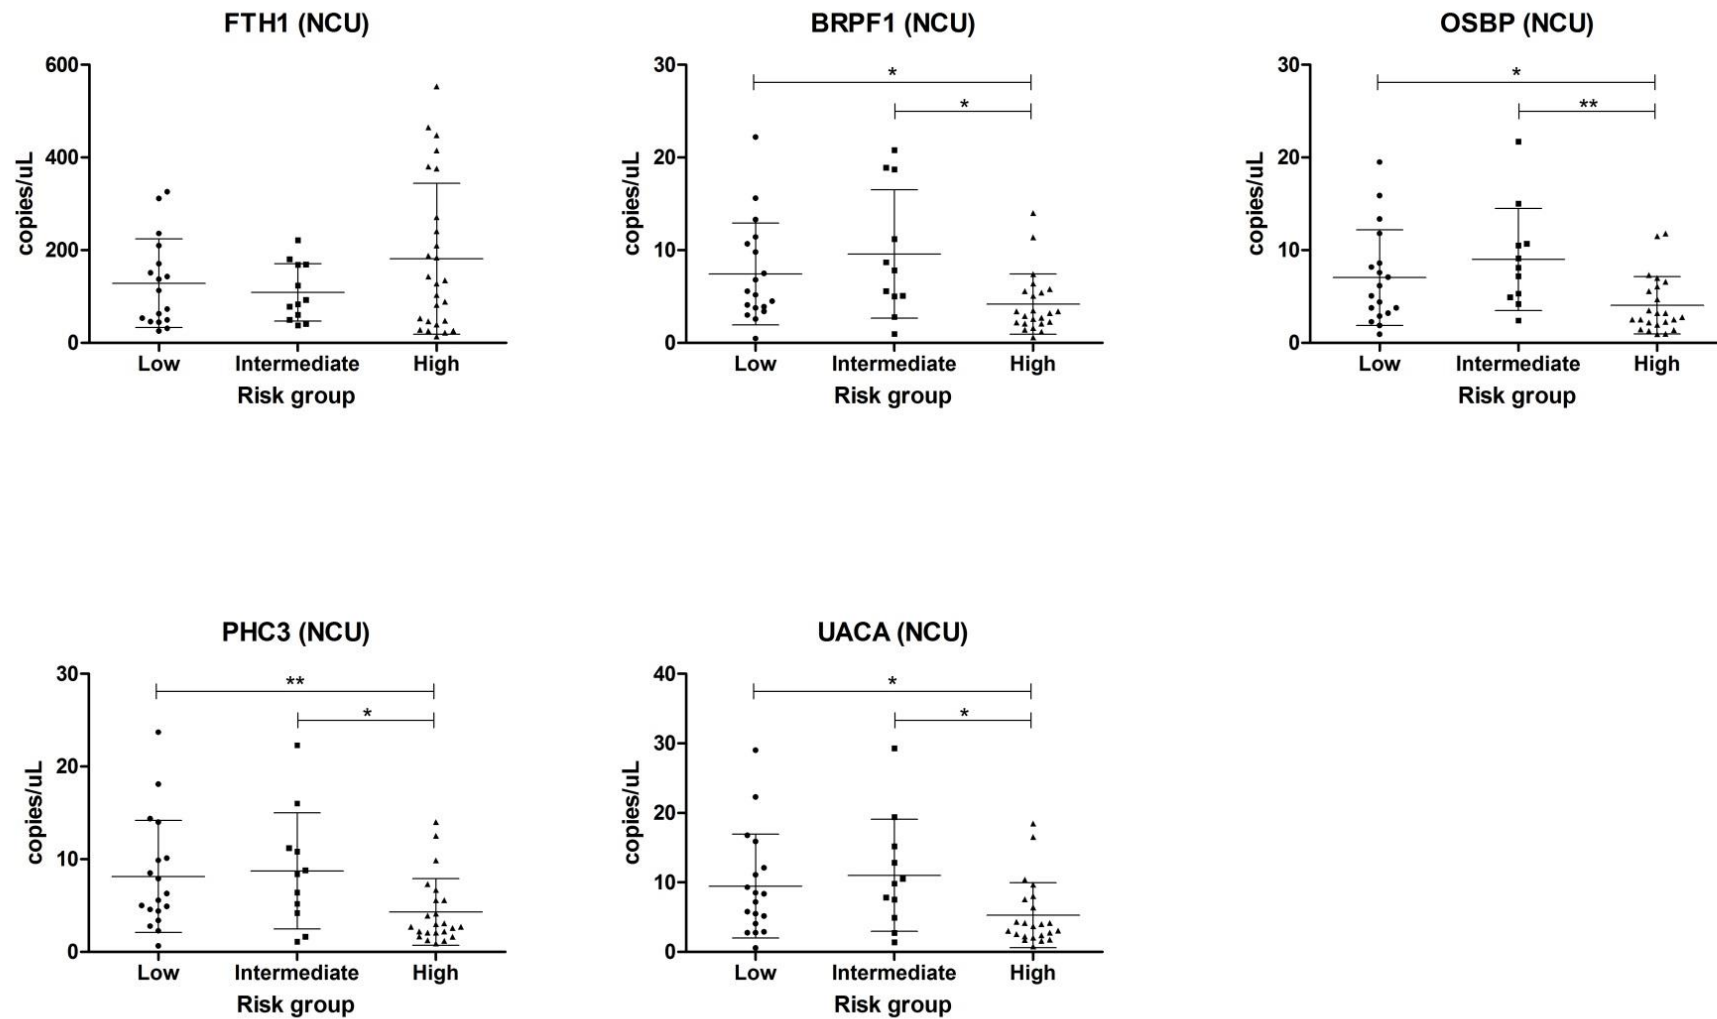 FTH1 (NCU)
600
400
200
0
copies/uL
Low Intermediate High
Risk group
BRPF1 (NCU)
30
20
10
0
copies/uL
*
*
Low Intermediate High
Risk group
OSBP (NCU)
30
20
10
0
copies/uL
*
**
Low Intermediate High
Risk group
PHC3 (NCU)
30
20
10
0
copies/uL
**
*
Low Intermediate High
Risk group
UACA (NCU)
40
30
20
10
0
copies/uL
*
*
Low Intermediate High
Risk group